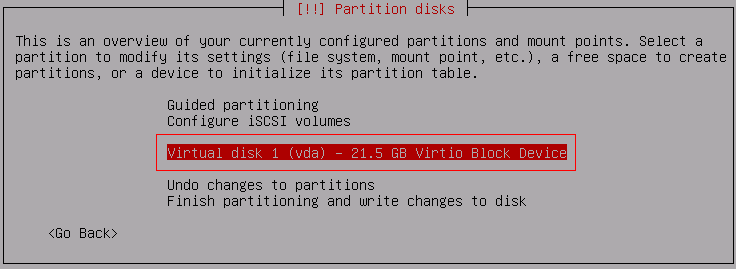 [!!] Partition disks
This is an overview of your currently configured partitions and mount points. Select a
partition to modify its settings (file system, mount point, etc.), a free space to create
partitions, or a device to initialize its partition table.
Guided partitioning
Configure iSCSI volumes
Virtual disk 1 (vda) - 21.5 GB Virtio Block Device
Undo changes to partitions
Finish partitioning and write changes to disk
<Go Back>